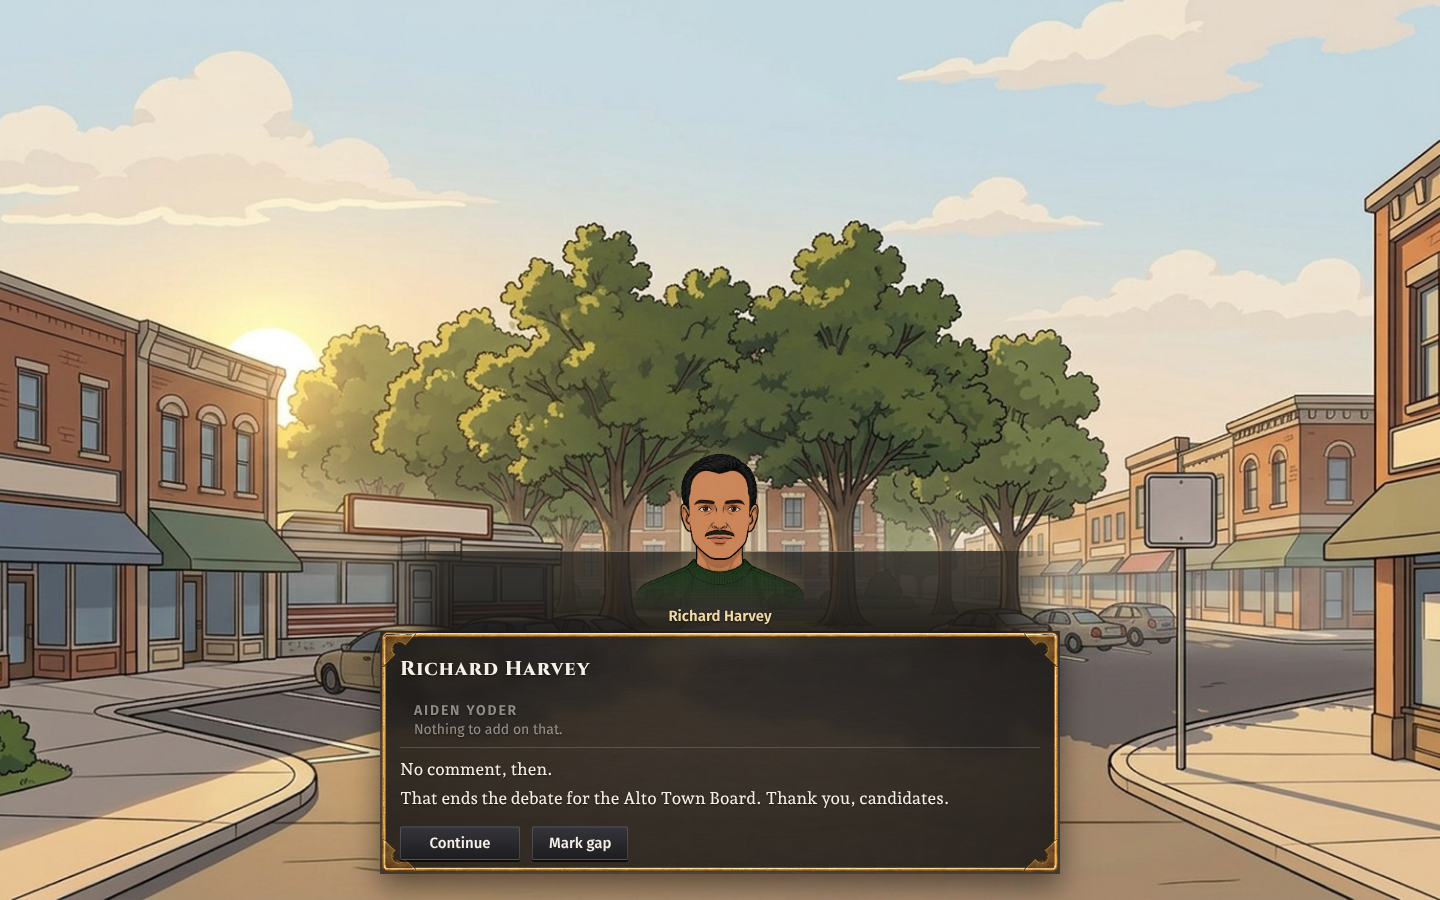 Richard Harvey
Richard Harvey
AIDEN YODER
Nothing to add on that.
No comment, then.
That ends the debate for the Alto Town Board. Thank you, candidates.
Continue
Mark gap